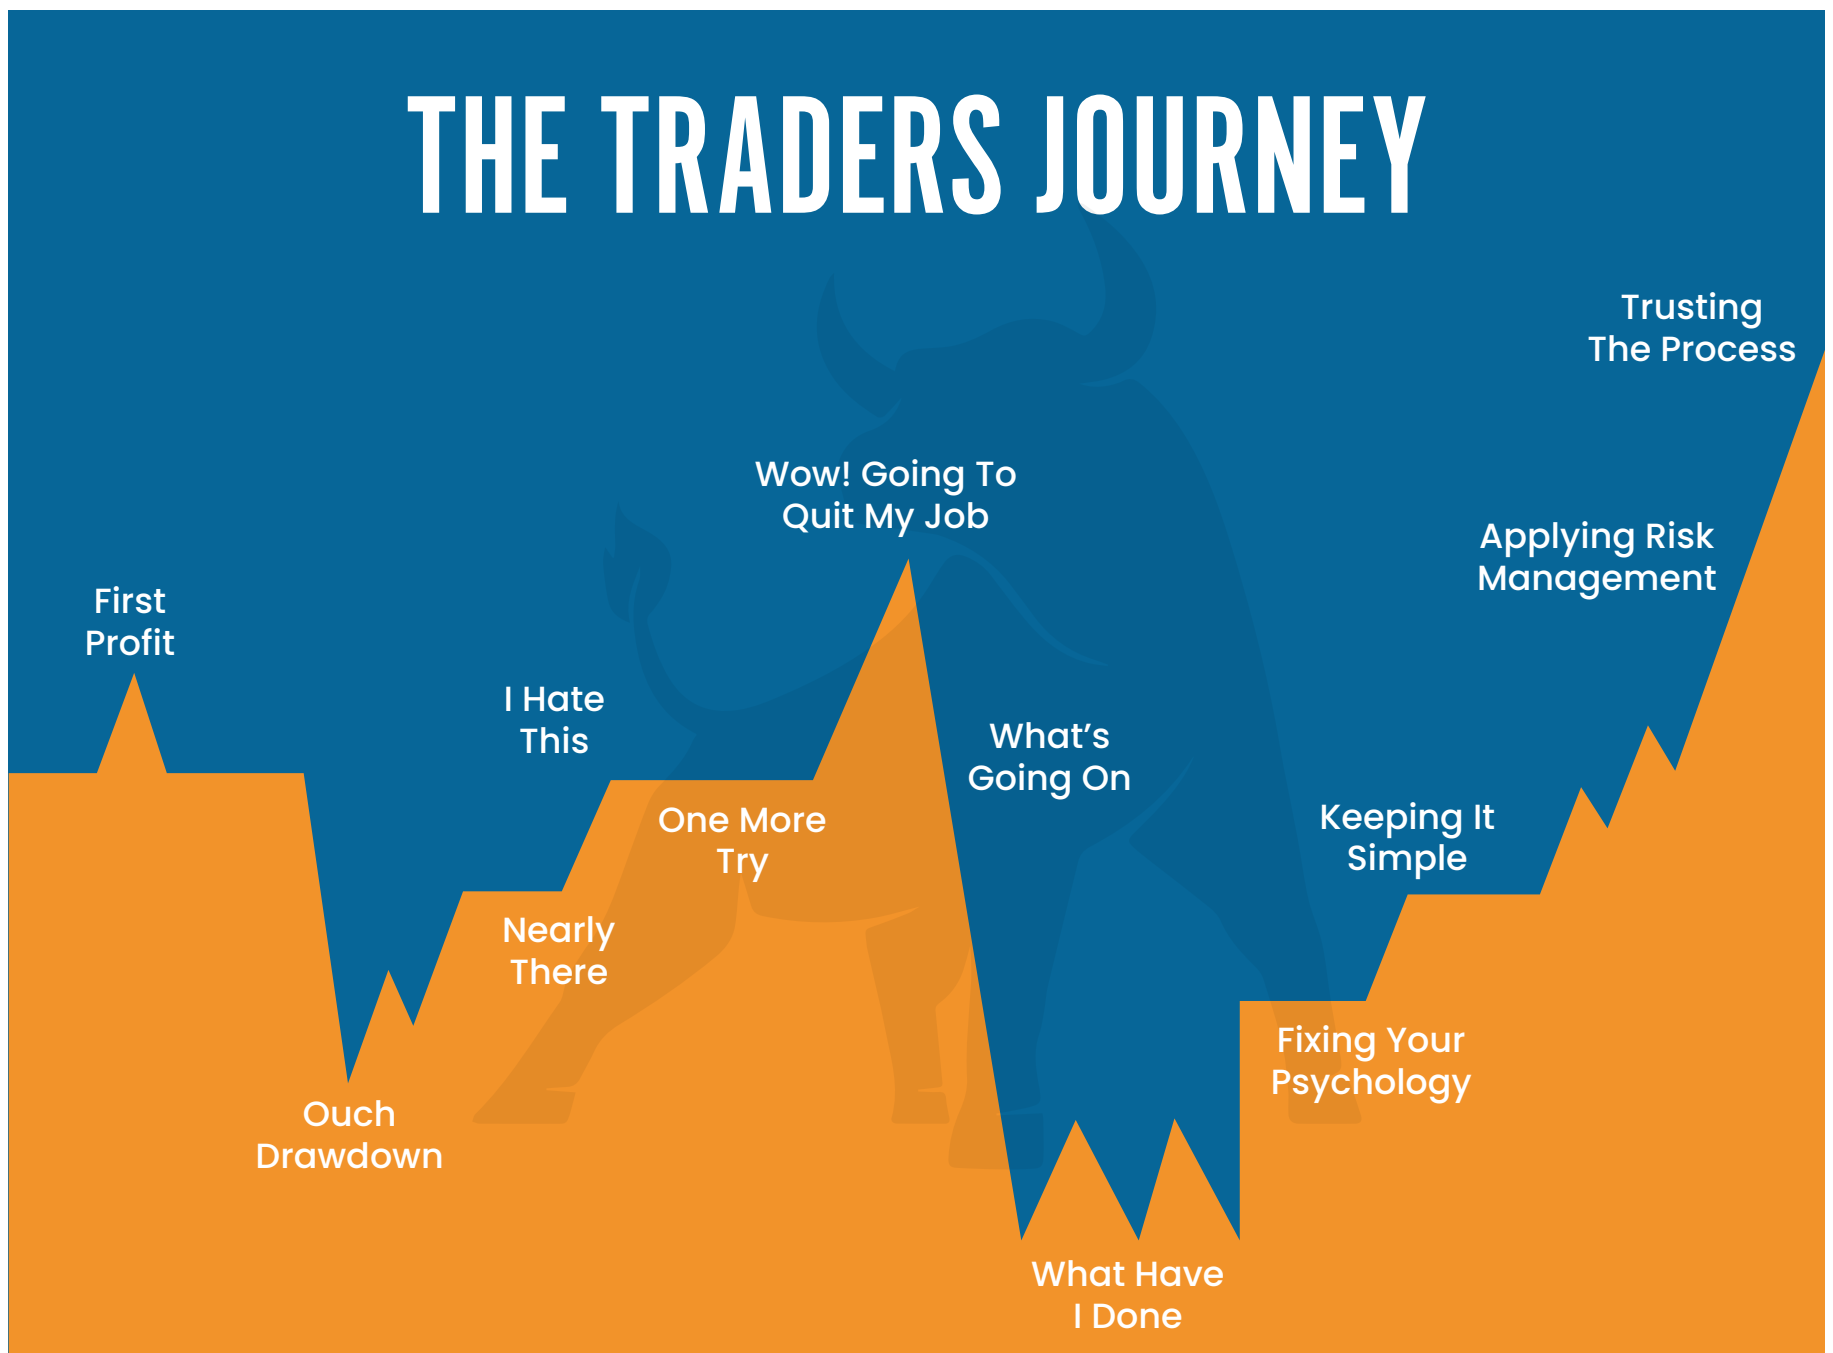 THE TRADERS JOURNEY
First
Profit
Ouch
Drawdown
I Hate
This
Nearly
There
One More
Try
Wow! Going To
Quit My Job
What’s
Going On
What Have
I Done
Fixing Your
Psychology
Keeping It
Simple
Applying Risk
Management
Trusting
The Process